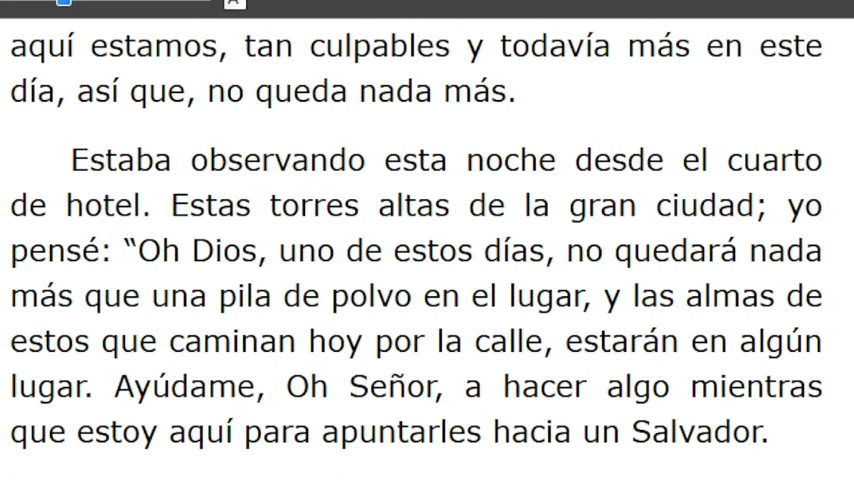 aquí estamos, tan culpables y todavía más en este
día, así que, no queda nada más.
Estaba observando esta noche desde el cuarto
de hotel. Estas torres altas de la gran ciudad; yo
pensé: “Oh Dios, uno de estos días, no quedará nada
más que una pila de polvo en el lugar, y las almas de
estos que caminan hoy por la calle, estarán en algún
lugar. Ayúdame, Oh Señor, a hacer algo mientras
que estoy aquí para apuntarles hacia un Salvador.